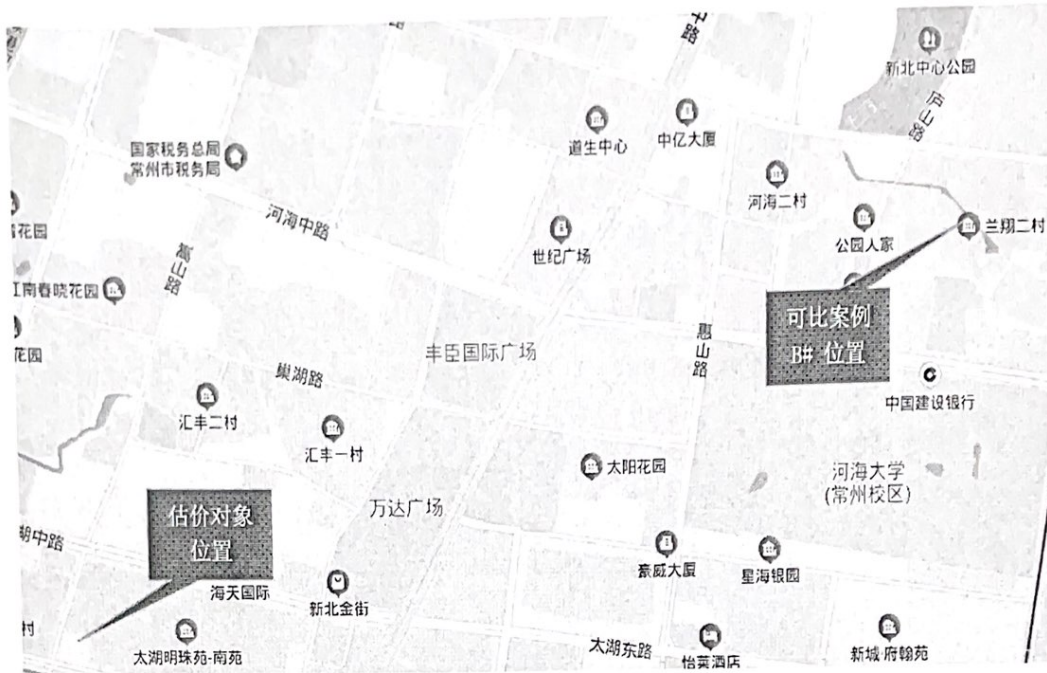 路
中路
新北中心公园
庐山路
道生中心
中亿大厦
国家税务总局
常州市税务局
河海二村
河海中路
花园
嵩山路
世纪广场
公园人家
兰翔二村
江南春晓花园
可比案例
B# 位置
花园
惠山路
丰臣国际广场
巢湖路
中国建设银行
汇丰二村
汇丰一村
太阳花园
河海大学
(常州校区)
估价对象
位置
万达广场
湖中路
豪威大厦
星海银园
海天国际
新北金街
村
太湖明珠苑-南苑
太湖东路
怡莱酒店
新城·府翰苑